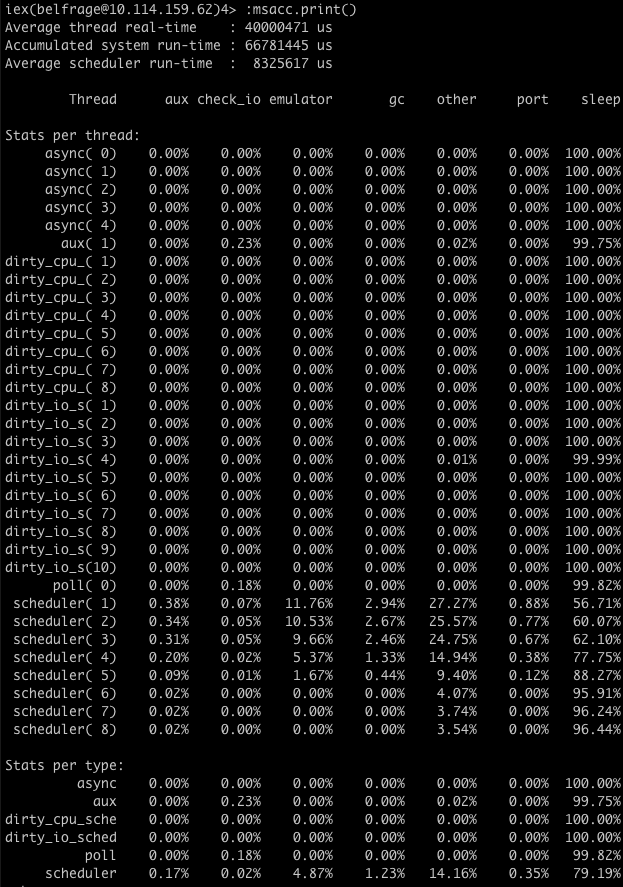 iex(belfrage@10.114.159.62)4> :msacc.print()
Average thread real-time    : 40000471 us
Accumulated system run-time : 66781445 us
Average scheduler run-time  :  8325617 us

        Thread      aux check_io emulator       gc    other     port    sleep

Stats per thread:
     async( 0)    0.00%    0.00%    0.00%    0.00%    0.00%    0.00%  100.00%
     async( 1)    0.00%    0.00%    0.00%    0.00%    0.00%    0.00%  100.00%
     async( 2)    0.00%    0.00%    0.00%    0.00%    0.00%    0.00%  100.00%
     async( 3)    0.00%    0.00%    0.00%    0.00%    0.00%    0.00%  100.00%
     async( 4)    0.00%    0.00%    0.00%    0.00%    0.00%    0.00%  100.00%
       aux( 1)    0.00%    0.23%    0.00%    0.00%    0.02%    0.00%   99.75%
dirty_cpu_( 1)    0.00%    0.00%    0.00%    0.00%    0.00%    0.00%  100.00%
dirty_cpu_( 2)    0.00%    0.00%    0.00%    0.00%    0.00%    0.00%  100.00%
dirty_cpu_( 3)    0.00%    0.00%    0.00%    0.00%    0.00%    0.00%  100.00%
dirty_cpu_( 4)    0.00%    0.00%    0.00%    0.00%    0.00%    0.00%  100.00%
dirty_cpu_( 5)    0.00%    0.00%    0.00%    0.00%    0.00%    0.00%  100.00%
dirty_cpu_( 6)    0.00%    0.00%    0.00%    0.00%    0.00%    0.00%  100.00%
dirty_cpu_( 7)    0.00%    0.00%    0.00%    0.00%    0.00%    0.00%  100.00%
dirty_cpu_( 8)    0.00%    0.00%    0.00%    0.00%    0.00%    0.00%  100.00%
dirty_io_s( 1)    0.00%    0.00%    0.00%    0.00%    0.00%    0.00%  100.00%
dirty_io_s( 2)    0.00%    0.00%    0.00%    0.00%    0.00%    0.00%  100.00%
dirty_io_s( 3)    0.00%    0.00%    0.00%    0.00%    0.00%    0.00%  100.00%
dirty_io_s( 4)    0.00%    0.00%    0.00%    0.00%    0.01%    0.00%   99.99%
dirty_io_s( 5)    0.00%    0.00%    0.00%    0.00%    0.00%    0.00%  100.00%
dirty_io_s( 6)    0.00%    0.00%    0.00%    0.00%    0.00%    0.00%  100.00%
dirty_io_s( 7)    0.00%    0.00%    0.00%    0.00%    0.00%    0.00%  100.00%
dirty_io_s( 8)    0.00%    0.00%    0.00%    0.00%    0.00%    0.00%  100.00%
dirty_io_s( 9)    0.00%    0.00%    0.00%    0.00%    0.00%    0.00%  100.00%
dirty_io_s(10)    0.00%    0.00%    0.00%    0.00%    0.00%    0.00%  100.00%
      poll( 0)    0.00%    0.18%    0.00%    0.00%    0.00%    0.00%   99.82%
 scheduler( 1)    0.38%    0.07%   11.76%    2.94%   27.27%    0.88%   56.71%
 scheduler( 2)    0.34%    0.05%   10.53%    2.67%   25.57%    0.77%   60.07%
 scheduler( 3)    0.31%    0.05%    9.66%    2.46%   24.75%    0.67%   62.10%
 scheduler( 4)    0.20%    0.02%    5.37%    1.33%   14.94%    0.38%   77.75%
 scheduler( 5)    0.09%    0.01%    1.67%    0.44%    9.40%    0.12%   88.27%
 scheduler( 6)    0.02%    0.00%    0.00%    0.00%    4.07%    0.00%   95.91%
 scheduler( 7)    0.02%    0.00%    0.00%    0.00%    3.74%    0.00%   96.24%
 scheduler( 8)    0.02%    0.00%    0.00%    0.00%    3.54%    0.00%   96.44%

Stats per type:
         async    0.00%    0.00%    0.00%    0.00%    0.00%    0.00%  100.00%
           aux    0.00%    0.23%    0.00%    0.00%    0.02%    0.00%   99.75%
dirty_cpu_sche    0.00%    0.00%    0.00%    0.00%    0.00%    0.00%  100.00%
dirty_io_sched    0.00%    0.00%    0.00%    0.00%    0.00%    0.00%  100.00%
          poll    0.00%    0.18%    0.00%    0.00%    0.00%    0.00%   99.82%
     scheduler    0.17%    0.02%    4.87%    1.23%   14.16%    0.35%   79.19%